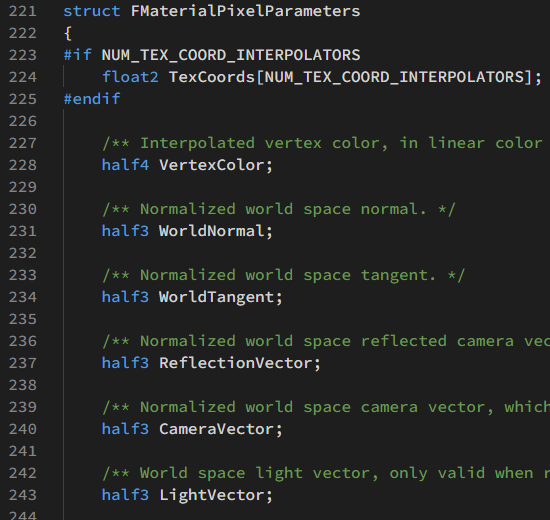 221 struct FMaterialPixelParameters
222 {
223 #if NUM_TEX_COORD_INTERPOLATORS
224 float2 TexCoords[NUM_TEX_COORD_INTERPOLATORS];
225 #endif
226
227 /** Interpolated vertex color, in linear color
228 half4 VertexColor;
229
230 /** Normalized world space normal. */
231 half3 WorldNormal;
232
233 /** Normalized world space tangent. */
234 half3 WorldTangent;
235
236 /** Normalized world space reflected camera vec
237 half3 ReflectionVector;
238
239 /** Normalized world space camera vector, which
240 half3 CameraVector;
241
242 /** World space light vector, only valid when r
243 half3 LightVector;
244